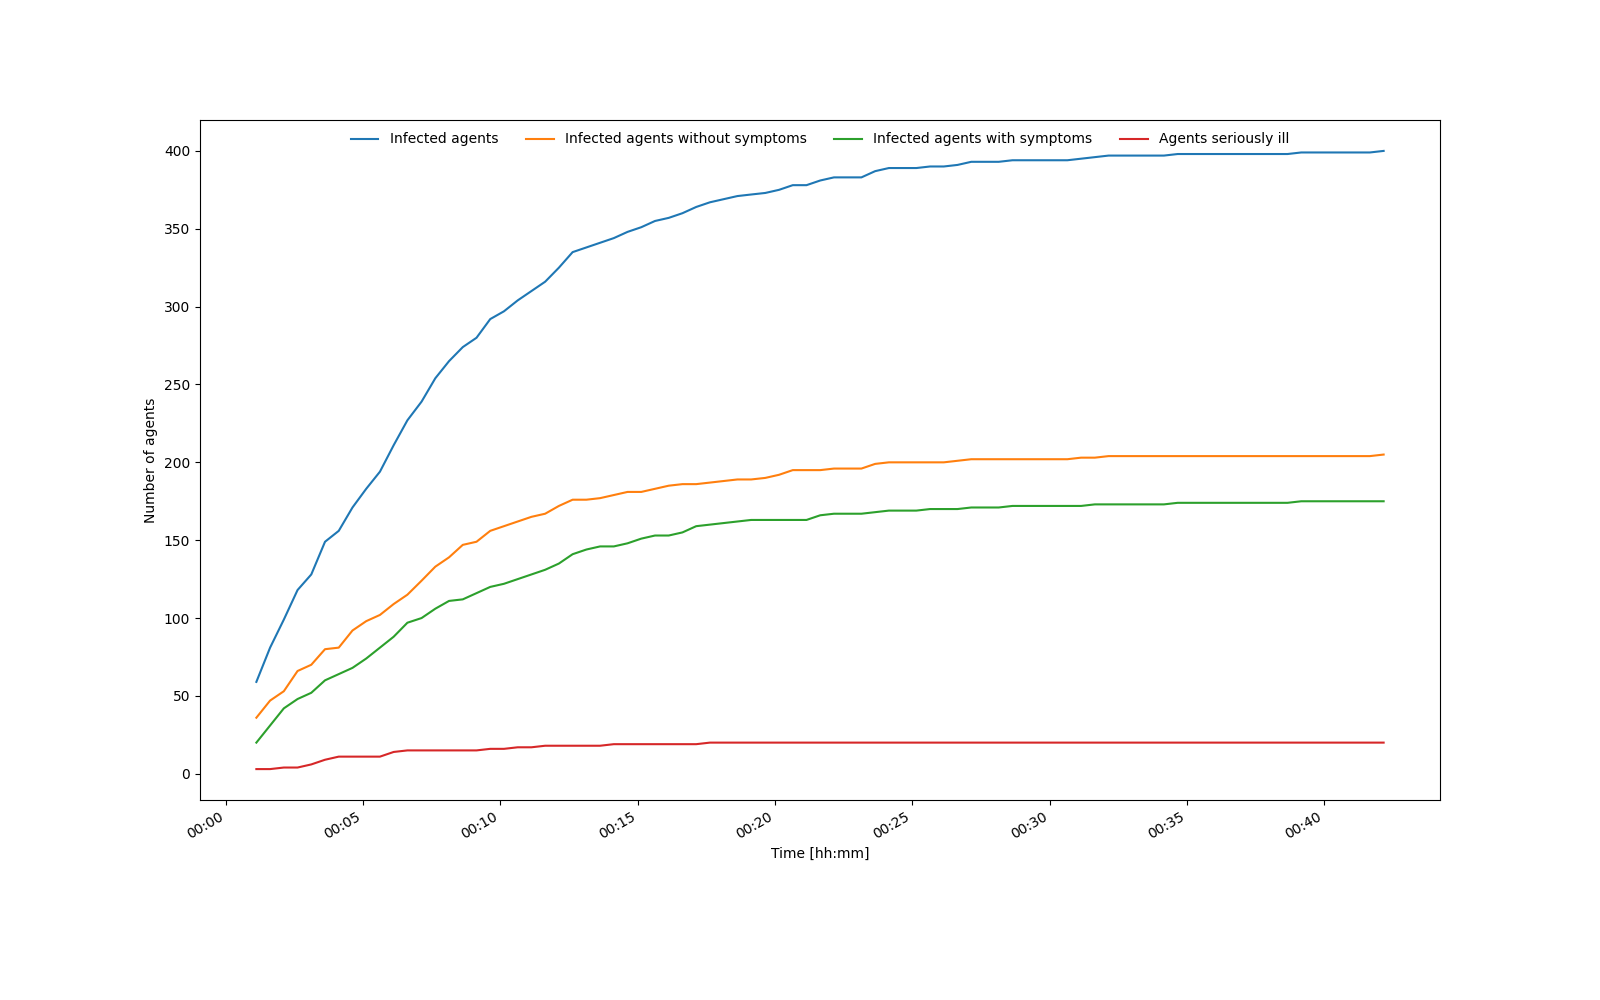 Infected agents Infected agents without symptoms Infected agents with symptoms Agents seriously ill
400
350
300
250
200
150
100
50
0
Number of agents
00:00 00:05 00:10 00:15 00:20 00:25 00:30 00:35 00:40
Time [hh:mm]